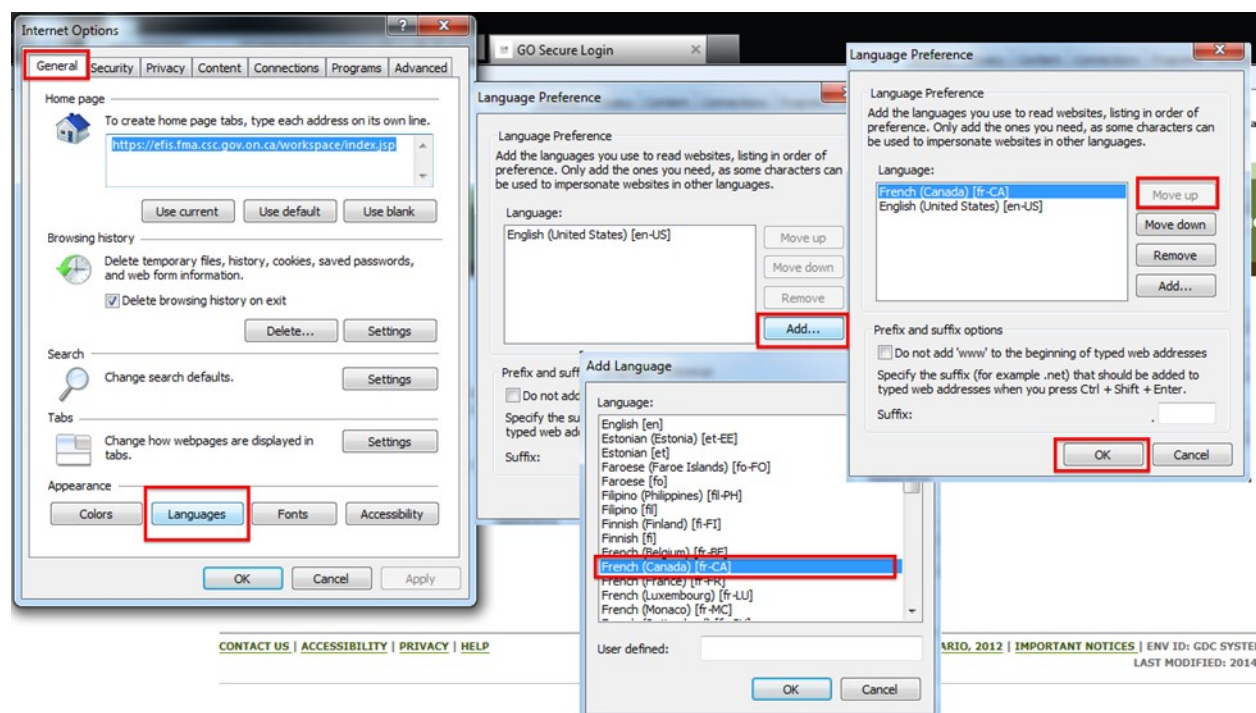 Internet Options
General Security Privacy Content Connections Programs Advanced
Home page
To create home page tabs, type each address on its own line.
https://efis.fma.csc.gov.on.ca/workspace/index.jsp
Use current Use default Use blank
Browsing history
Delete temporary files, history, cookies, saved passwords,
and web form information.
Delete browsing history on exit
Delete... Settings
Search
Change search defaults.
Settings
Tabs
Change how webpages are displayed in
tabs.
Settings
Appearance
Colors Languages Fonts Accessibility
OK Cancel Apply
GO Secure Login
Language Preference
Language Preference
Add the languages you use to read websites, listing in order of
preference. Only add the ones you need, as some characters can
be used to impersonate websites in other languages.
Language:
English (United States) [en-US]
Move up
Move down
Remove
Add...
Prefix and suff
Do not add
Specify the su
typed web add
Suffix:
Add Language
Language:
English [en]
Estonian (Estonia) [et-EE]
Estonian [et]
Faroese (Faroe Islands) [fo-FO]
Faroese [fo]
Filipino (Philippines) [fil-PH]
Filipino [fil]
Finnish (Finland) [fi-FI]
Finnish [fi]
French (Belgium) [fr-BE]
French (Canada) [fr-CA]
French (France) [fr-FR]
French (Luxembourg) [fr-LU]
French (Monaco) [fr-MC]
User defined:
OK Cancel
Language Preference
Language Preference
Add the languages you use to read websites, listing in order of
preference. Only add the ones you need, as some characters can
be used to impersonate websites in other languages.
Language:
French (Canada) [fr-CA]
English (United States) [en-US]
Move up
Move down
Remove
Add...
Prefix and suffix options
Do not add 'www' to the beginning of typed web addresses
Specify the suffix (for example .net) that should be added to
typed web addresses when you press Ctrl + Shift + Enter.
Suffix: .
OK Cancel
CONTACT US | ACCESSIBILITY | PRIVACY | HELP
ARIO, 2012 | IMPORTANT NOTICES | ENV ID: GDC SYSTE
LAST MODIFIED: 2014